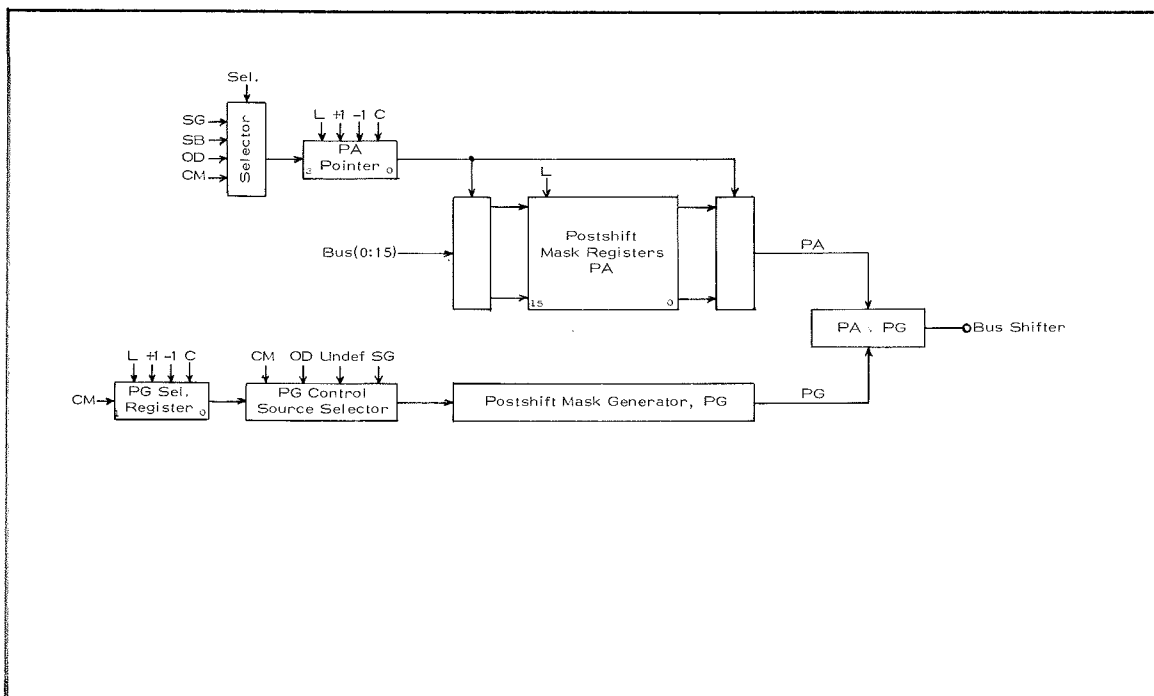 Sel.
SG
SB
OD
CM
Selector
L +1 -1 C
PA
Pointer
3 0
L
Bus(0:15)
Postshift
Mask Registers
PA
15 0
PA
PA . PG
Bus Shifter
L +1 -1 C
CM
PG Sel.
Register
1 0
CM OD Undef SG
PG Control
Source Selector
Postshift Mask Generator, PG
PG